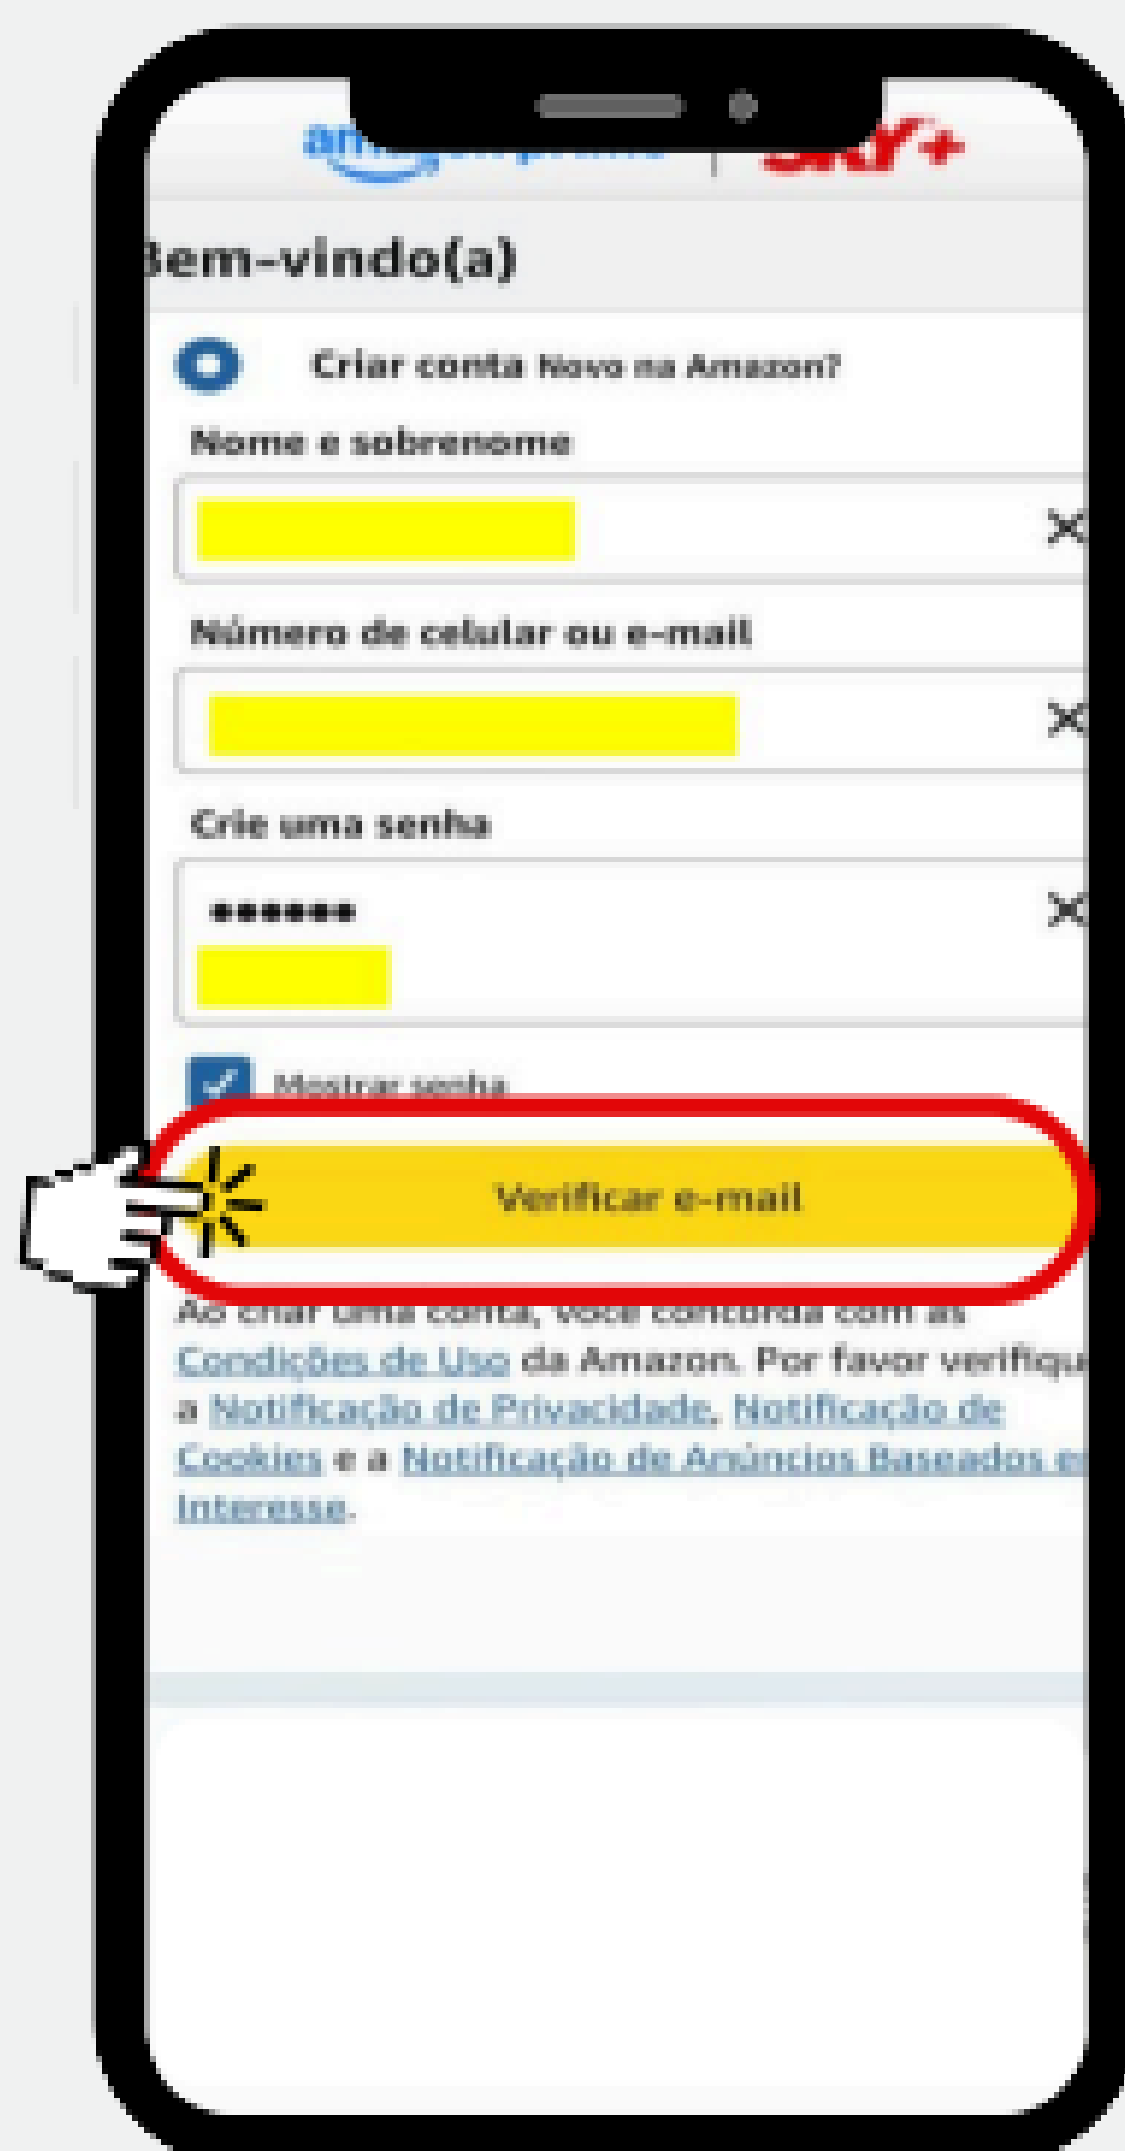 SKY+
Bem-vindo(a)
Criar conta Novo na Amazon?
Nome e sobrenome
Número de celular ou e-mail
Crie uma senha
••••••
Mostrar senha
Verificar e-mail
Ao criar uma conta, você concorda com as
Condições de Uso da Amazon. Por favor verifiqu
a Notificação de Privacidade, Notificação de
Cookies e a Notificação de Anúncios Baseados e
Interesse.